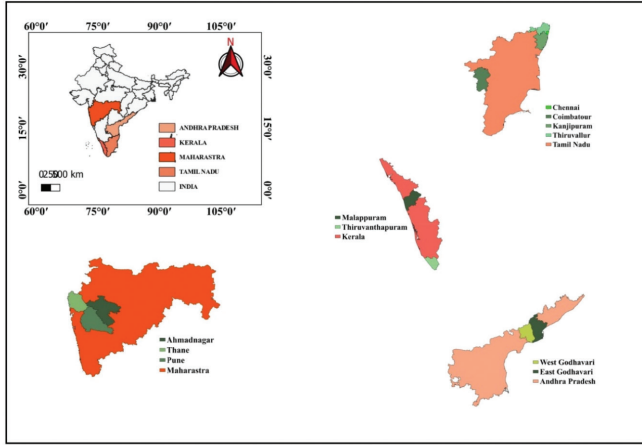 60°0′ 75°0′ 90°0′ 105°0′
N
30°0′ 30°0′
15°0′ 15°0′
0°0′ 0°0′
ANDHRA PRADESH
KERALA
MAHARASTRA
TAMIL NADU
INDIA
km
60°0′ 75°0′ 90°0′ 105°0′
Chennai
Coimbatour
Kanjipuram
Thiruvallur
Tamil Nadu
Malappuram
Thiruvanthapuram
Kerala
Ahmadnagar
Thane
Pune
Maharastra
West Godhavari
East Godhavari
Andhra Pradesh